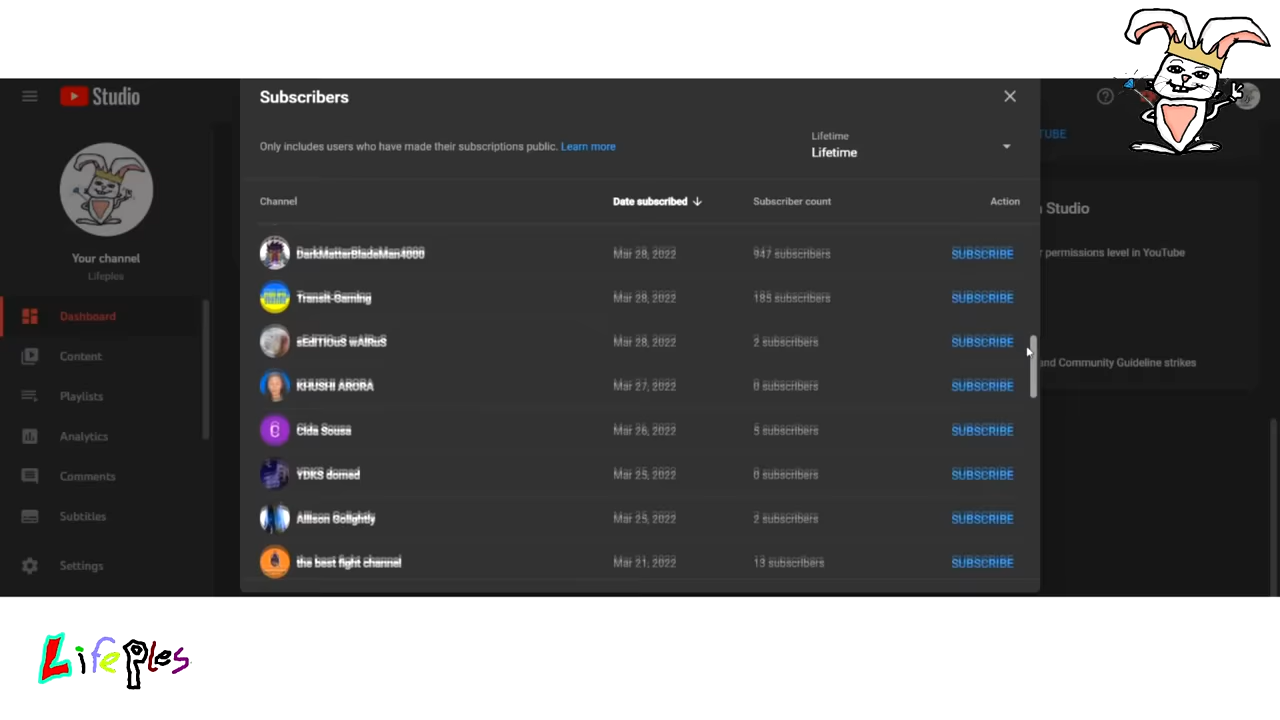 Studio
Subscribers
Only includes users who have made their subscriptions public. Learn more
Lifetime
Lifetime
TUBE
Channel
Date subscribed
Subscriber count
Action
Studio
DarkMatterBladeMan4000
Mar 28, 2022
947 subscribers
SUBSCRIBE
permissions level in YouTube
Your channel
Lifeples
Transit-Gaming
Mar 28, 2022
185 subscribers
SUBSCRIBE
Dashboard
sEdITIOuS wAlRuS
Mar 28, 2022
2 subscribers
SUBSCRIBE
Content
and Community Guideline strikes
KHUSHI ARORA
Mar 27, 2022
0 subscribers
SUBSCRIBE
Playlists
Analytics
Mar 26, 2022
5 subscribers
SUBSCRIBE
Comments
YDKS domed
Mar 25, 2022
0 subscribers
SUBSCRIBE
Subtitles
Allison Golightly
Mar 25, 2022
2 subscribers
SUBSCRIBE
Settings
the best fight channel
Mar 21, 2022
13 subscribers
SUBSCRIBE
LifePles